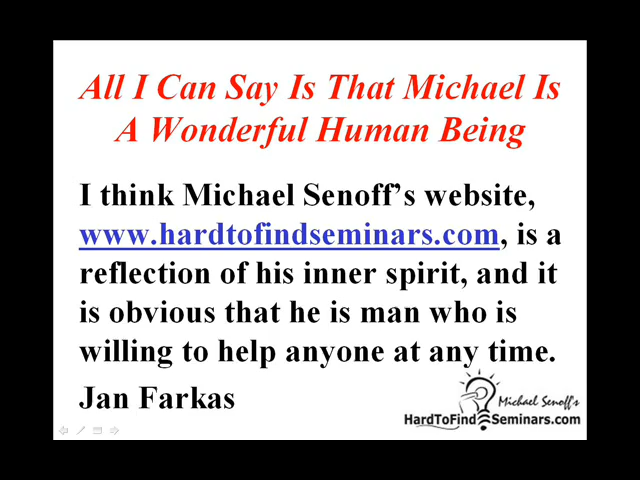 All I Can Say Is That Michael Is
A Wonderful Human Being
I think Michael Senoff’s website,
www.hardtofindseminars.com, is a
reflection of his inner spirit, and it
is obvious that he is man who is
willing to help anyone at any time.
Jan Farkas
Michael Senoff's
HardToFindSeminars.com